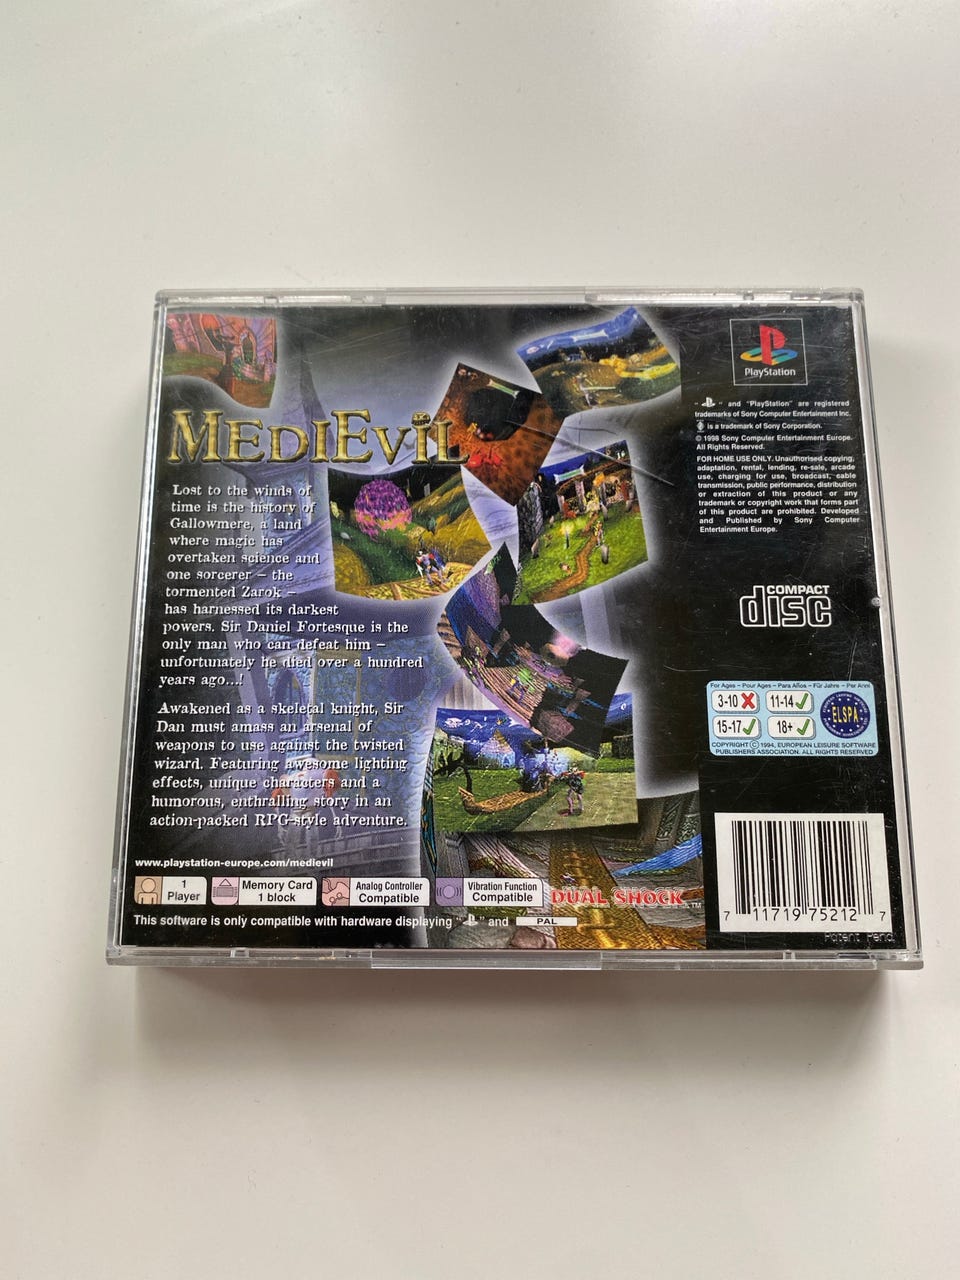 MEDIEVIL
Lost to the winds of
time is the history of
Gallowmere, a land
where magic has
overtaken science and
one sorcerer – the
tormented Zarok –
has harnessed its darkest
powers. Sir Daniel Fortesque is the
only man who can defeat him –
unfortunately he died over a hundred
years ago...!
Awakened as a skeletal knight, Sir
Dan must amass an arsenal of
weapons to use against the twisted
wizard. Featuring awesome lighting
effects, unique characters and a
humorous, enthralling story in an
action-packed RPG-style adventure.
www.playstation-europe.com/medievil
1
Player
Memory Card
1 block
Analog Controller
Compatible
Vibration Function
Compatible
DUAL SHOCK™
This software is only compatible with hardware displaying " " and PAL
PlayStation
" " and "PlayStation" are registered
trademarks of Sony Computer Entertainment Inc.
is a trademark of Sony Corporation.
© 1998 Sony Computer Entertainment Europe.
All Rights Reserved.
FOR HOME USE ONLY. Unauthorised copying,
adaptation, rental, lending, re-sale, arcade
use, charging for use, broadcast, cable
transmission, public performance, distribution
or extraction of this product or any
trademark or copyright work that forms part
of this product are prohibited. Developed
and Published by Sony Computer
Entertainment Europe.
COMPACT
disc
For Ages – Pour Ages – Para Años – Für Jahre – Per Anni
3-10 11-14
15-17 18+
ELSPA
COPYRIGHT © 1994, EUROPEAN LEISURE SOFTWARE
PUBLISHERS ASSOCIATION. ALL RIGHTS RESERVED
7 11719 75212 7
Patent Pend